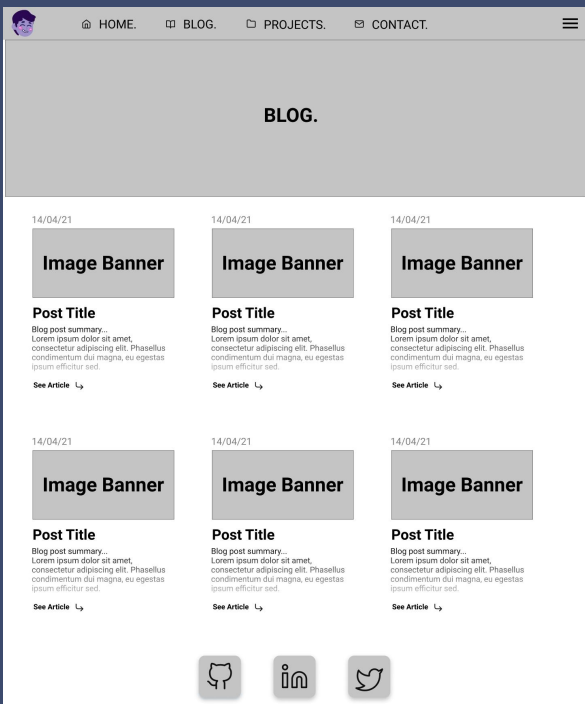 HOME. BLOG. PROJECTS. CONTACT.
BLOG.
14/04/21
Image Banner
Post Title
Blog post summary...
Lorem ipsum dolor sit amet,
consectetur adipiscing elit. Phasellus
condimentum dui magna, eu egestas
ipsum efficitur sed.
See Article
14/04/21
Image Banner
Post Title
Blog post summary...
Lorem ipsum dolor sit amet,
consectetur adipiscing elit. Phasellus
condimentum dui magna, eu egestas
ipsum efficitur sed.
See Article
14/04/21
Image Banner
Post Title
Blog post summary...
Lorem ipsum dolor sit amet,
consectetur adipiscing elit. Phasellus
condimentum dui magna, eu egestas
ipsum efficitur sed.
See Article
14/04/21
Image Banner
Post Title
Blog post summary...
Lorem ipsum dolor sit amet,
consectetur adipiscing elit. Phasellus
condimentum dui magna, eu egestas
ipsum efficitur sed.
See Article
14/04/21
Image Banner
Post Title
Blog post summary...
Lorem ipsum dolor sit amet,
consectetur adipiscing elit. Phasellus
condimentum dui magna, eu egestas
ipsum efficitur sed.
See Article
14/04/21
Image Banner
Post Title
Blog post summary...
Lorem ipsum dolor sit amet,
consectetur adipiscing elit. Phasellus
condimentum dui magna, eu egestas
ipsum efficitur sed.
See Article
in